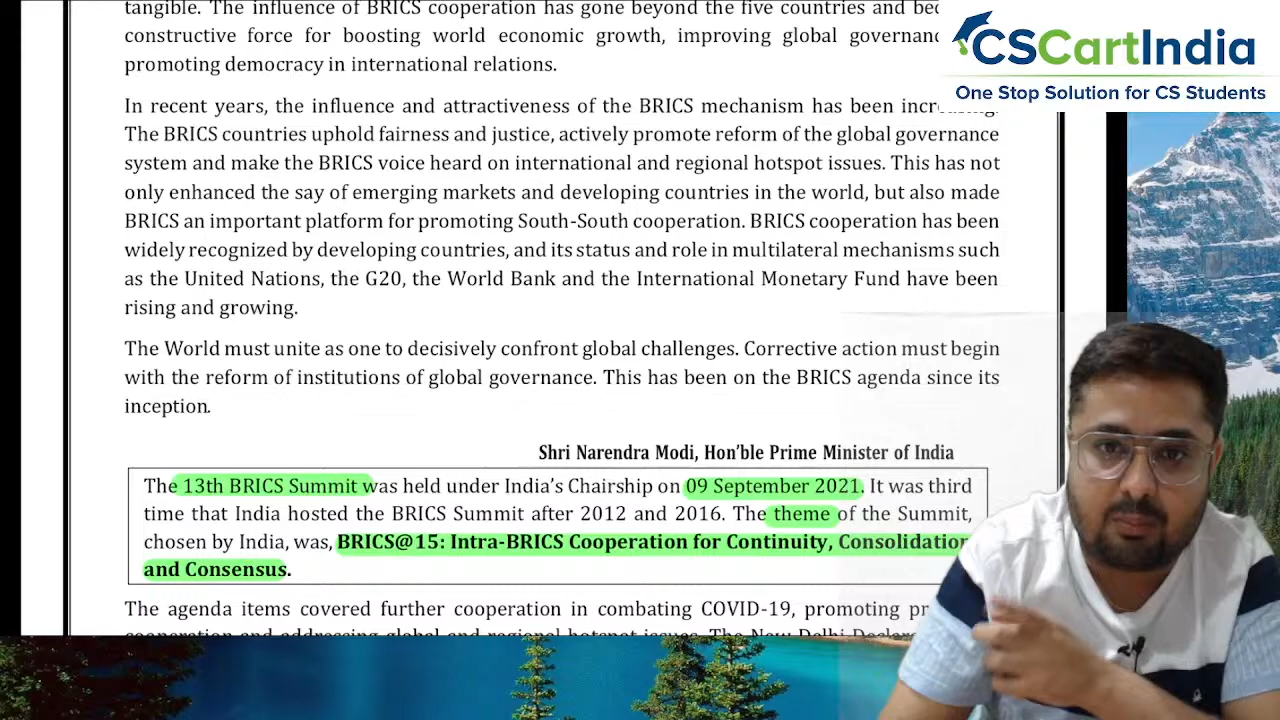 tangible. The influence of BRICS cooperation has gone beyond the five countries and
constructive force for boosting world economic growth, improving global
promoting democracy in international relations.
In recent years, the influence and attractiveness of the BRICS mechanism has been
The BRICS countries uphold fairness and justice, actively promote reform of the global governance
system and make the BRICS voice heard on international and regional hotspot issues. This has not
only enhanced the say of emerging markets and developing countries in the world, but also made
BRICS an important platform for promoting South-South cooperation. BRICS cooperation has been
widely recognized by developing countries, and its status and role in multilateral mechanisms such
as the United Nations, the G20, the World Bank and the International Monetary Fund have been
rising and growing.
The World must unite as one to decisively confront global challenges. Corrective action must begin
with the reform of institutions of global governance. This has been on the BRICS agenda since its
inception.
Shri Narendra Modi, Hon'ble Prime Minister of India
The 13th BRICS Summit was held under India's Chairship on 09 September 2021. It was third
time that India hosted the BRICS Summit after 2012 and 2016. The theme of the Summit,
chosen by India, was, BRICS@15: Intra-BRICS Cooperation for Continuity, Consolidation
and Consensus.
The agenda items covered further cooperation in combating COVID-19, promoting
cooperation and addressing global and regional hotspot issues. The New Delhi
CSCartIndia
One Stop Solution for CS Students